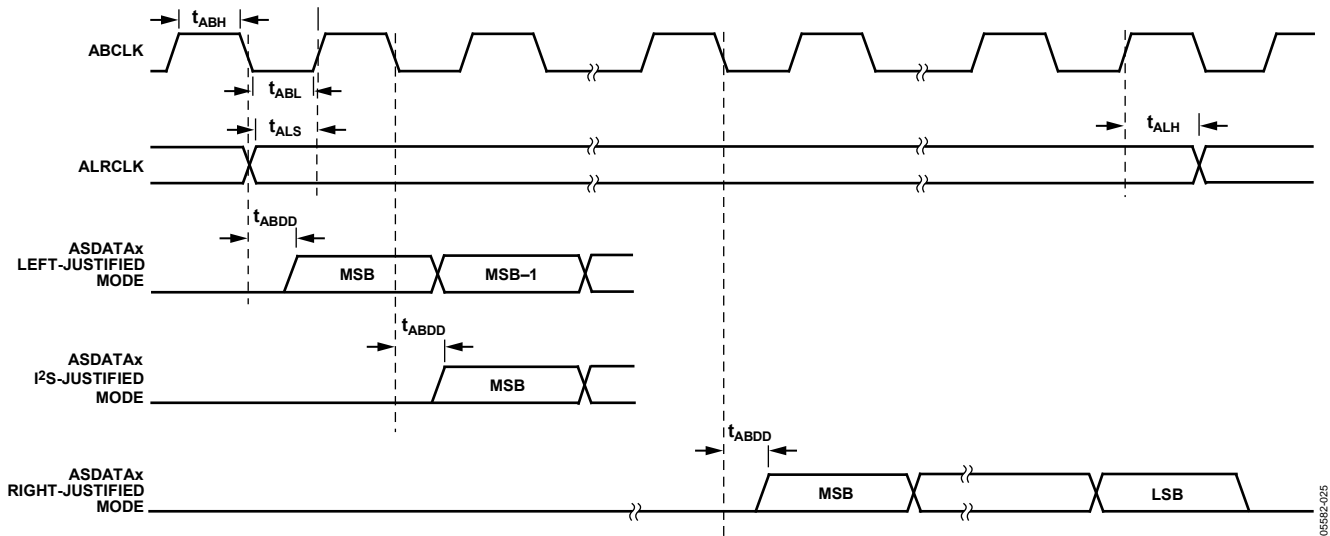 tABH
ABCLK
tABL
tALS
tALH
ALRCLK
tABDD
ASDATAx
LEFT-JUSTIFIED
MODE
MSB
MSB–1
tABDD
ASDATAx
I2S-JUSTIFIED
MODE
MSB
tABDD
ASDATAx
RIGHT-JUSTIFIED
MODE
MSB
LSB
05582-025